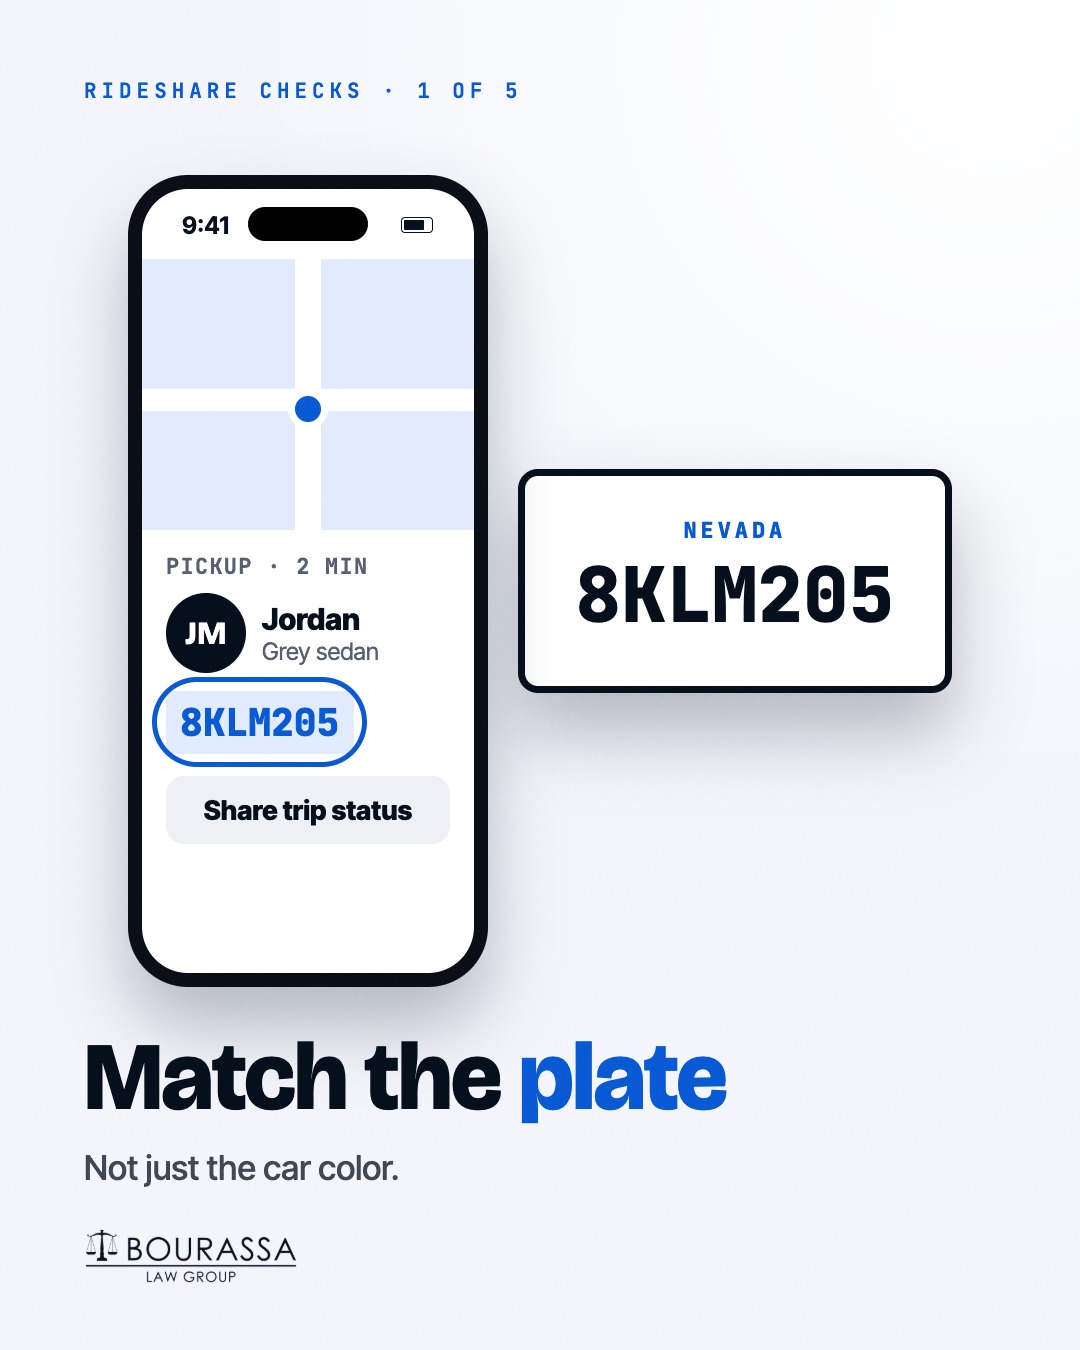 RIDESHARE CHECKS · 1 OF 5
9:41
PICKUP · 2 MIN
JM
Jordan
Grey sedan
8KLM205
Share trip status
NEVADA
8KLM205
Match the plate
Not just the car color.
BOURASSA
LAW GROUP